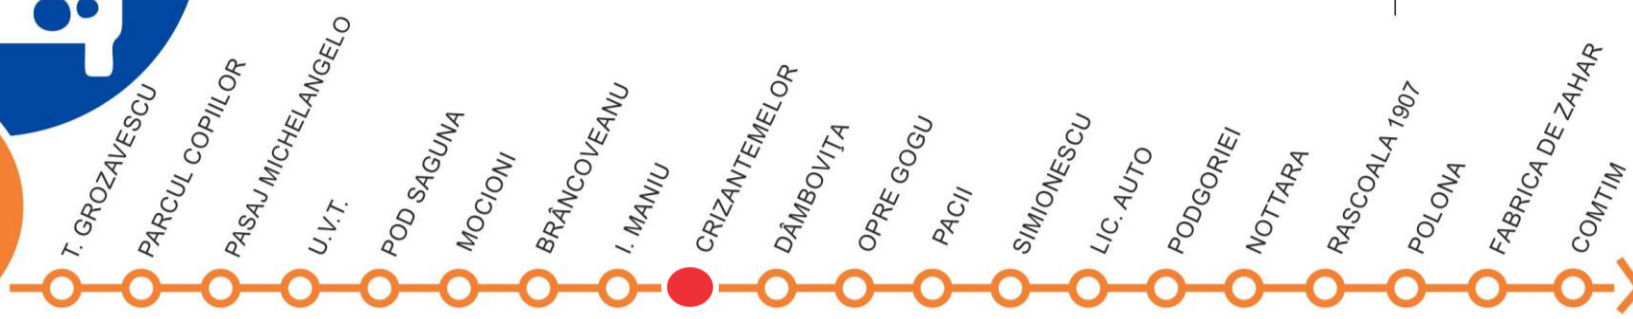 T. GROZAVESCU
PARCUL COPIILOR
PASAJ MICHELANGELO
U.V.T.
POD SAGUNA
MOCIONI
BRÂNCOVEANU
I. MANIU
CRIZANTEMELOR
DÂMBOVIȚA
OPRE GOGU
PACII
SIMIONESCU
LIC. AUTO
PODGORIEI
NOTTARA
RASCOALA 1907
POLONA
FABRICA DE ZAHAR
COMTIM